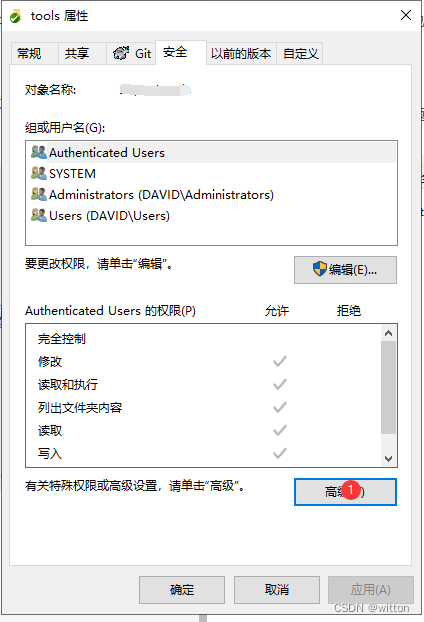 tools 属性
常规 共享 Git 安全 以前的版本 自定义
对象名称:
组或用户名(G):
Authenticated Users
SYSTEM
Administrators (DAVID\Administrators)
Users (DAVID\Users)
要更改权限，请单击“编辑”。
编辑(E)...
Authenticated Users 的权限(P) 允许 拒绝
完全控制
修改
读取和执行
列出文件夹内容
读取
写入
有关特殊权限或高级设置，请单击“高级”。
1
确定 取消 应用(A)
CSDN @witton